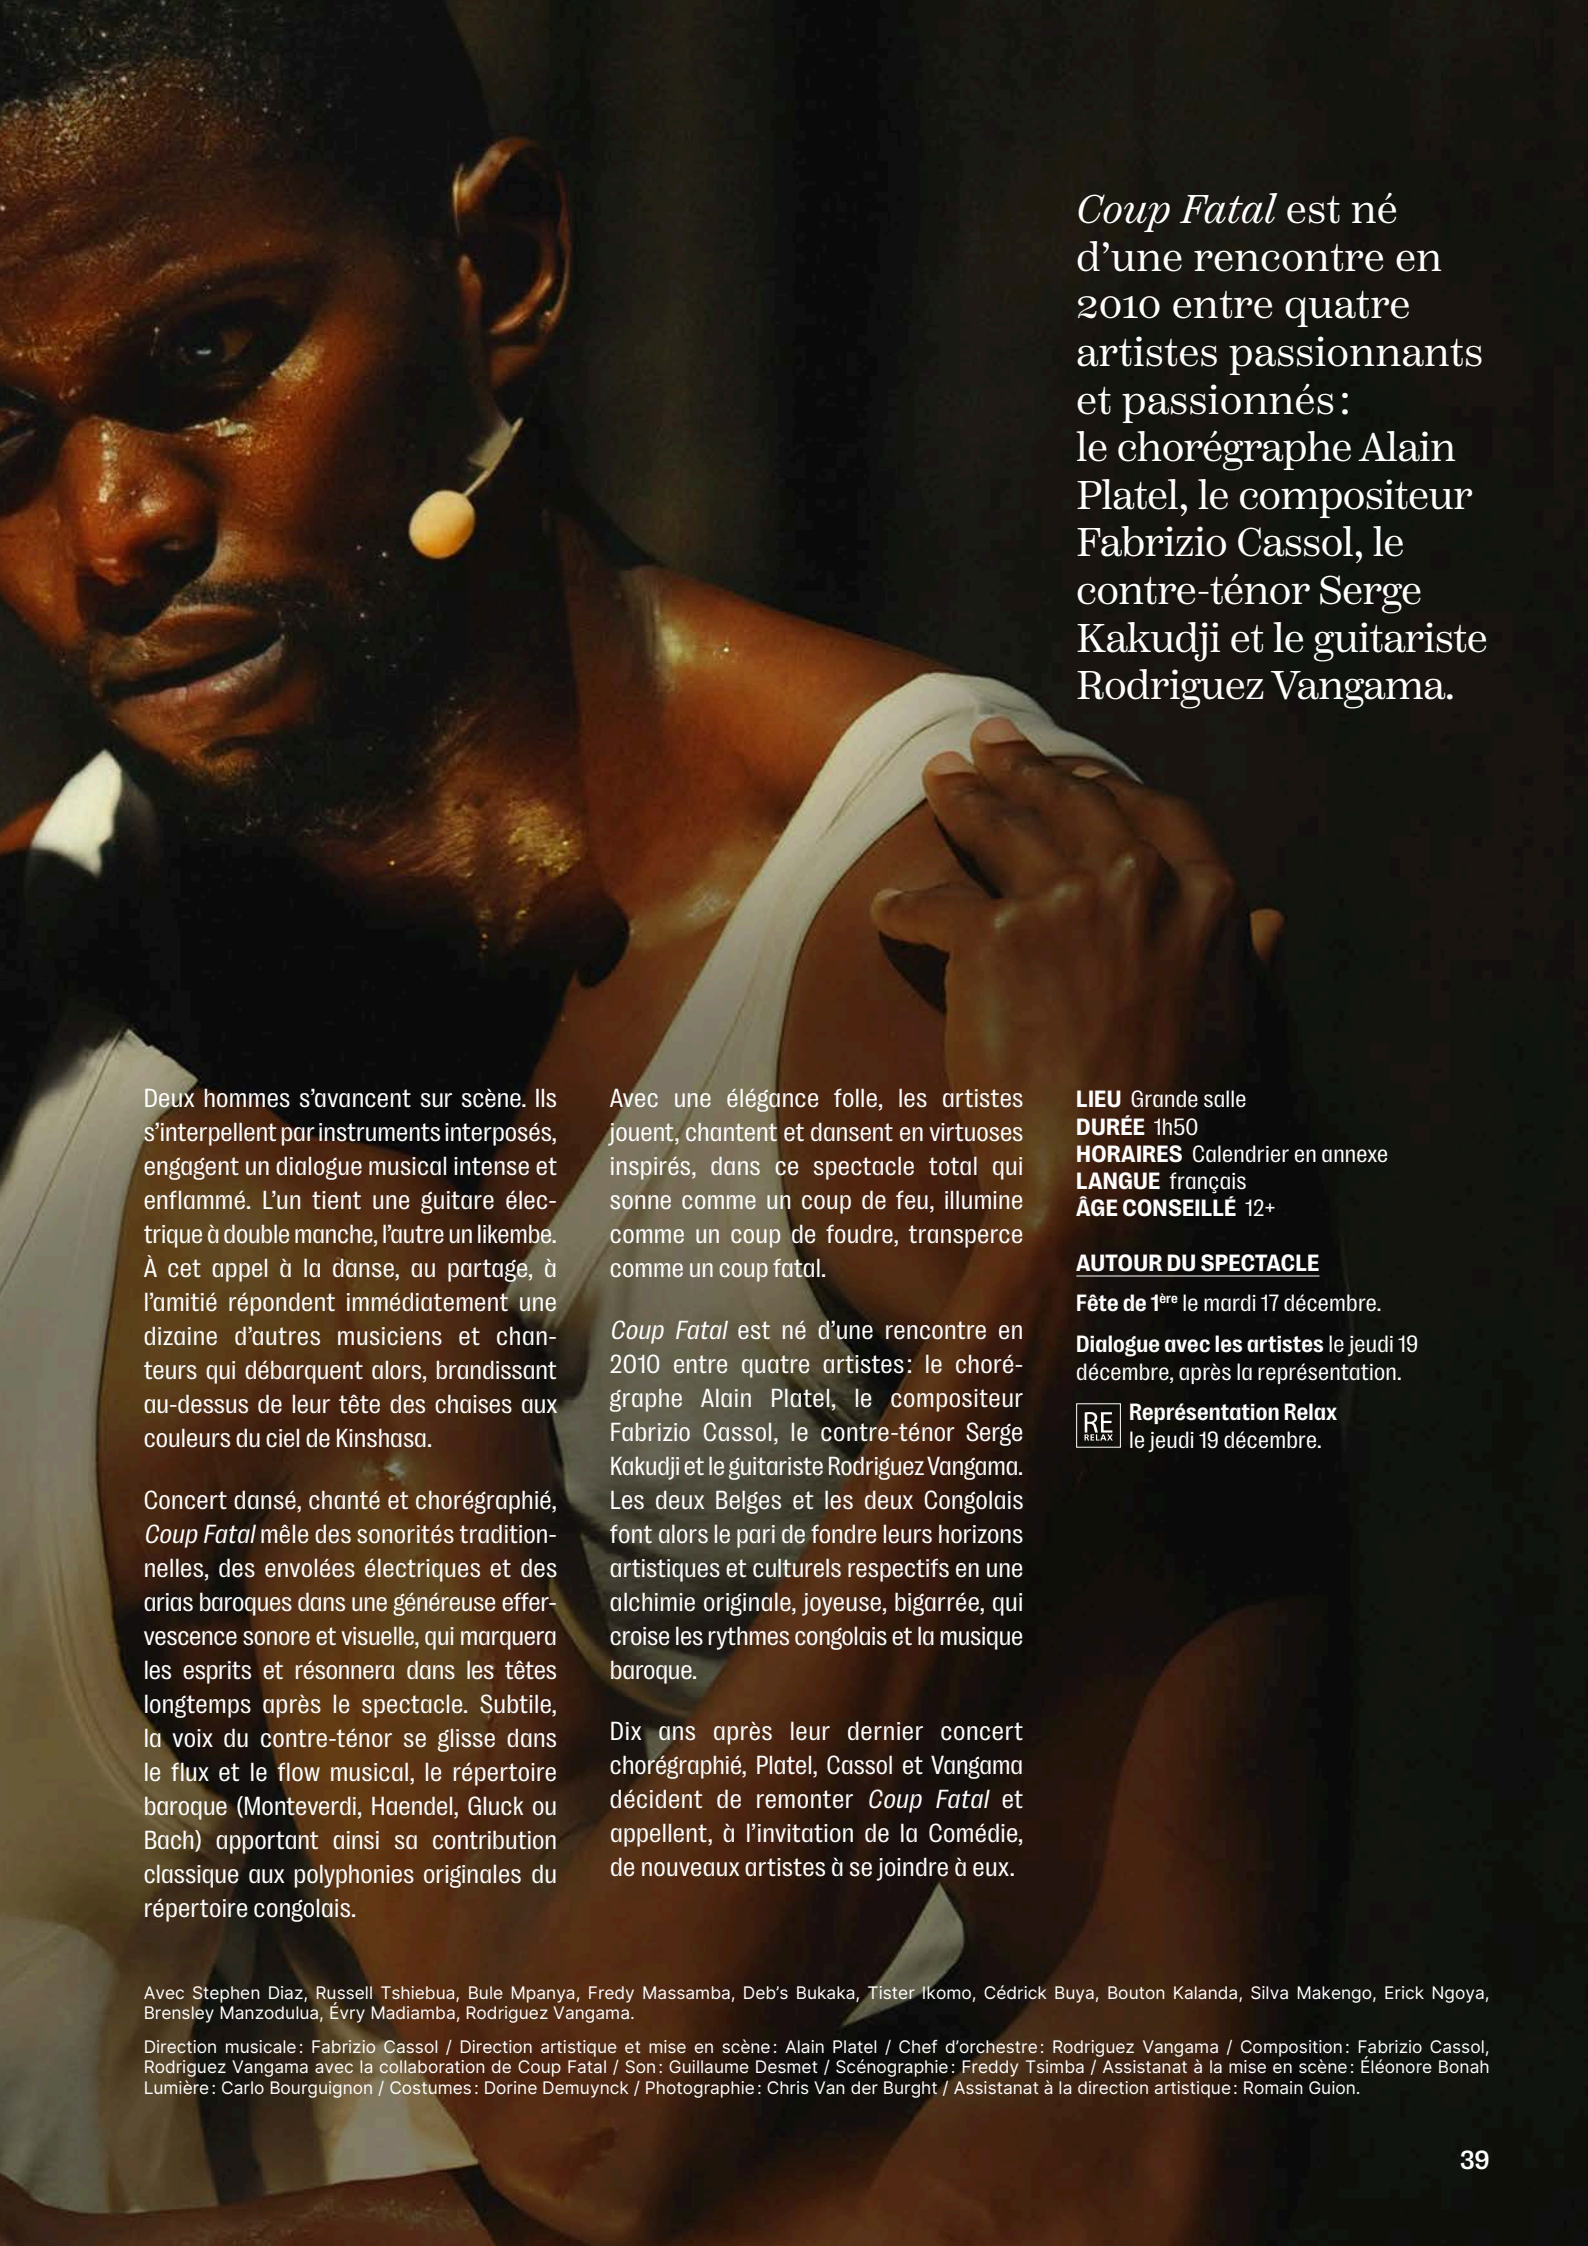 Coup Fatal est né
d’une rencontre en
2010 entre quatre
artistes passionnants
et passionnés :
le chorégraphe Alain
Platel, le compositeur
Fabrizio Cassol, le
contre-ténor Serge
Kakudji et le guitariste
Rodriguez Vangama.
Deux hommes s’avancent sur scène. Ils
s’interpellent par instruments interposés,
engagent un dialogue musical intense et
enflammé. L’un tient une guitare élec-
trique à double manche, l’autre un likembe.
À cet appel à la danse, au partage, à
l’amitié répondent immédiatement une
dizaine d’autres musiciens et chan-
teurs qui débarquent alors, brandissant
au-dessus de leur tête des chaises aux
couleurs du ciel de Kinshasa.
Concert dansé, chanté et chorégraphié,
Coup Fatal mêle des sonorités tradition-
nelles, des envolées électriques et des
arias baroques dans une généreuse effer-
vescence sonore et visuelle, qui marquera
les esprits et résonnera dans les têtes
longtemps après le spectacle. Subtile,
la voix du contre-ténor se glisse dans
le flux et le flow musical, le répertoire
baroque (Monteverdi, Haendel, Gluck ou
Bach) apportant ainsi sa contribution
classique aux polyphonies originales du
répertoire congolais.
Avec une élégance folle, les artistes
jouent, chantent et dansent en virtuoses
inspirés, dans ce spectacle total qui
sonne comme un coup de feu, illumine
comme un coup de foudre, transperce
comme un coup fatal.
Coup Fatal est né d’une rencontre en
2010 entre quatre artistes : le choré-
graphe Alain Platel, le compositeur
Fabrizio Cassol, le contre-ténor Serge
Kakudji et le guitariste Rodriguez Vangama.
Les deux Belges et les deux Congolais
font alors le pari de fondre leurs horizons
artistiques et culturels respectifs en une
alchimie originale, joyeuse, bigarrée, qui
croise les rythmes congolais et la musique
baroque.
Dix ans après leur dernier concert
chorégraphié, Platel, Cassol et Vangama
décident de remonter Coup Fatal et
appellent, à l’invitation de la Comédie,
de nouveaux artistes à se joindre à eux.
LIEU Grande salle
DURÉE 1h50
HORAIRES Calendrier en annexe
LANGUE français
ÂGE CONSEILLÉ 12+
AUTOUR DU SPECTACLE
Fête de 1ère le mardi 17 décembre.
Dialogue avec les artistes le jeudi 19
décembre, après la représentation.
RE
RELAX
Représentation Relax
le jeudi 19 décembre.
Avec Stephen Diaz, Russell Tshiebua, Bule Mpanya, Fredy Massamba, Deb’s Bukaka, Tister Ikomo, Cédrick Buya, Bouton Kalanda, Silva Makengo, Erick Ngoya,
Brensley Manzodulua, Évry Madiamba, Rodriguez Vangama.
Direction musicale : Fabrizio Cassol / Direction artistique et mise en scène : Alain Platel / Chef d’orchestre : Rodriguez Vangama / Composition : Fabrizio Cassol,
Rodriguez Vangama avec la collaboration de Coup Fatal / Son : Guillaume Desmet / Scénographie : Freddy Tsimba / Assistanat à la mise en scène : Éléonore Bonah
Lumière : Carlo Bourguignon / Costumes : Dorine Demuynck / Photographie : Chris Van der Burght / Assistanat à la direction artistique : Romain Guion.
39